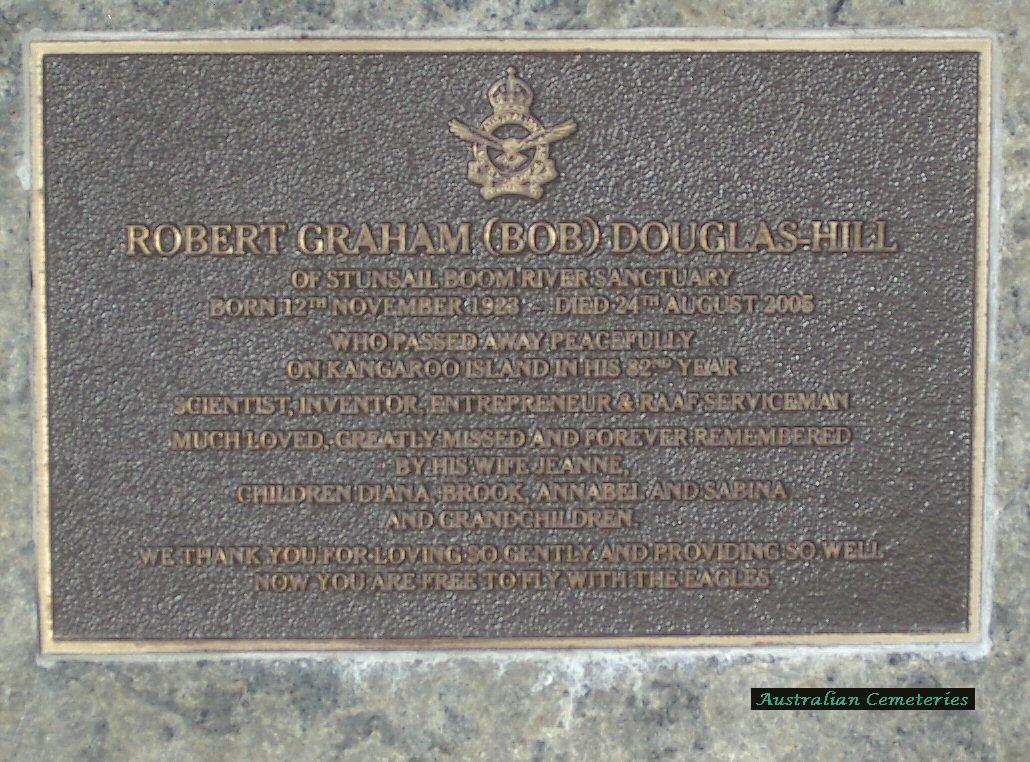 ROBERT GRAHAM (BOB) DOUGLAS-HILL
OF STUNSAIL BOOM RIVER SANCTUARY
BORN 12TH NOVEMBER 1923 - DIED 24TH AUGUST 2005
WHO PASSED AWAY PEACEFULLY
ON KANGAROO ISLAND IN HIS 82ND YEAR
SCIENTIST, INVENTOR, ENTREPRENEUR & RAAF SERVICEMAN
MUCH LOVED, GREATLY MISSED AND FOREVER REMEMBERED
BY HIS WIFE JEANNE,
CHILDREN DIANA, BROOK, ANNABEL AND SABINA
AND GRANDCHILDREN.
WE THANK YOU FOR LOVING SO GENTLY AND PROVIDING SO WELL
NOW YOU ARE FREE TO FLY WITH THE EAGLES
Australian Cemeteries